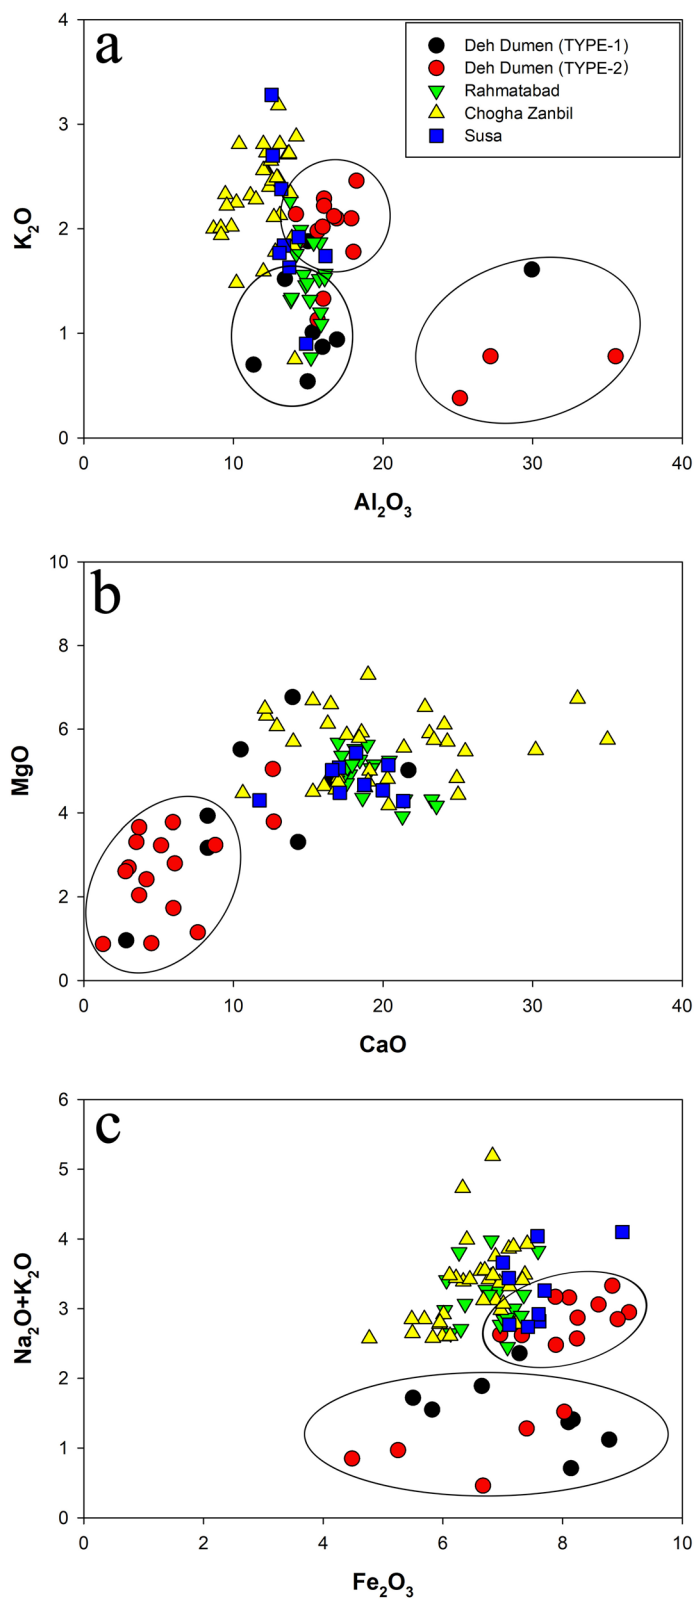 a
Deh Dumen (TYPE-1)
Deh Dumen (TYPE-2)
Rahmatabad
Chogha Zanbil
Susa
4
3
2
1
0
K₂O
0 10 20 30 40
Al₂O₃
b
10
8
6
4
2
0
MgO
0 10 20 30 40
CaO
c
6
5
4
3
2
1
0
Na₂O+K₂O
0 2 4 6 8 10
Fe₂O₃